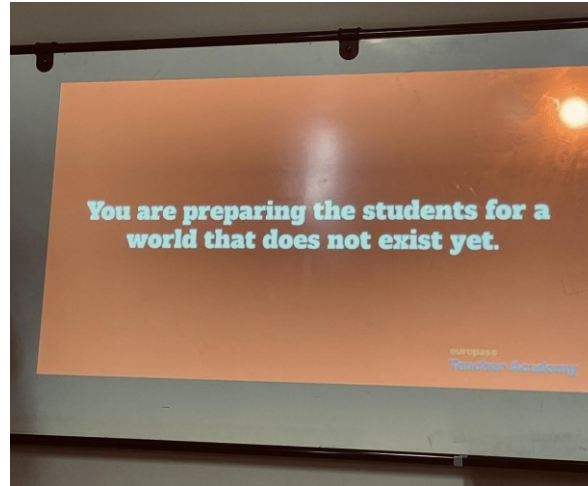 You are preparing the students for a
world that does not exist yet.
europass
Teacher Academy